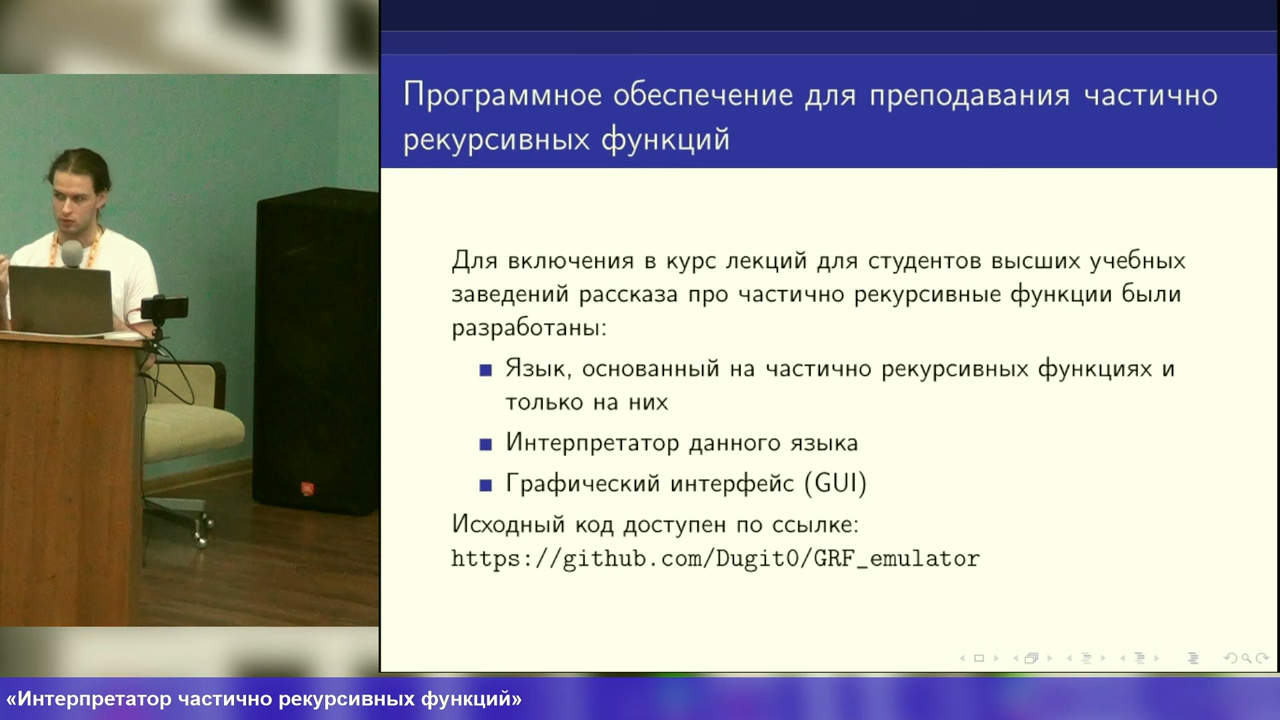 Программное обеспечение для преподавания частично
рекурсивных функций
Для включения в курс лекций для студентов высших учебных
заведений рассказа про частично рекурсивные функции были
разработаны:
Язык, основанный на частично рекурсивных функциях и
только на них
Интерпретатор данного языка
Графический интерфейс (GUI)
Исходный код доступен по ссылке:
https://github.com/Dugit0/GRF_emulator
«Интерпретатор частично рекурсивных функций»